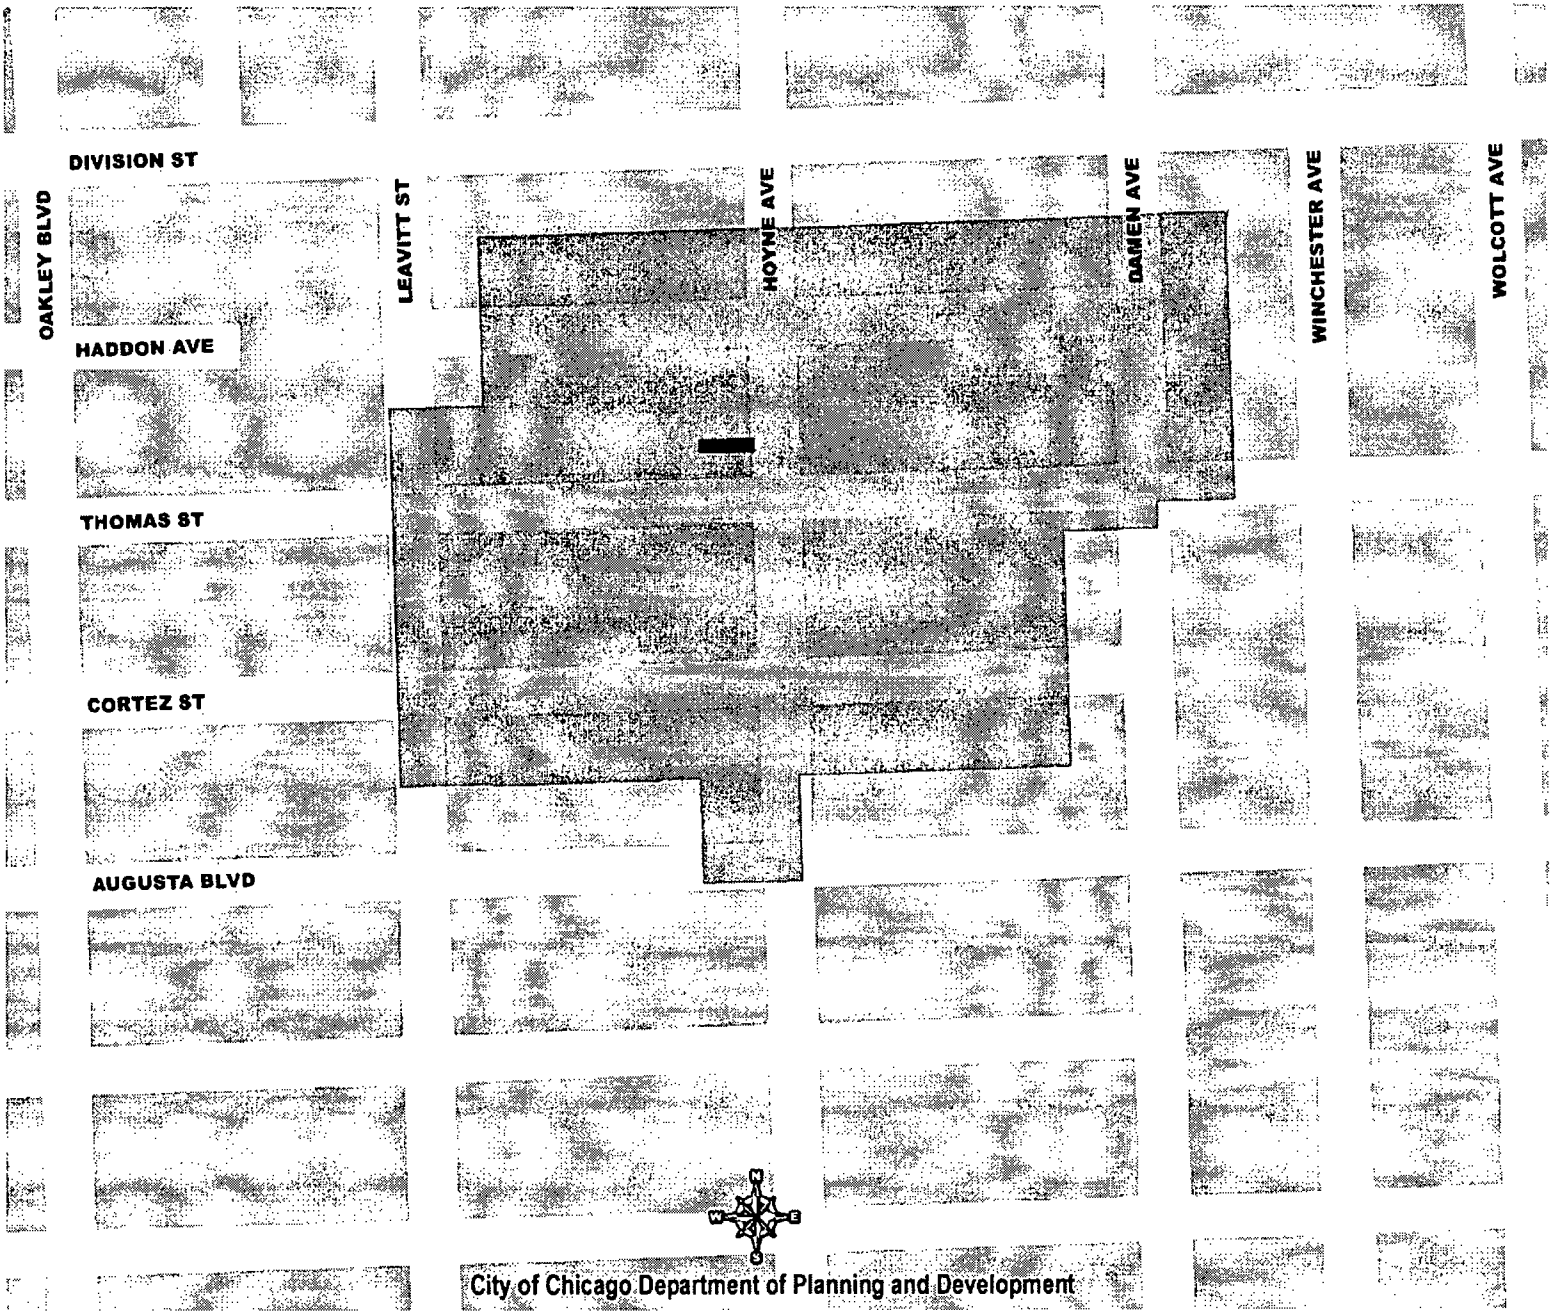 DIVISION ST
OAKLEY BLVD
LEAVITT ST
HOYNE AVE
DAMEN AVE
WINCHESTER AVE
WOLCOTT AVE
HADDON AVE
THOMAS ST
CORTEZ ST
AUGUSTA BLVD
N
W E
S
City of Chicago Department of Planning and Development